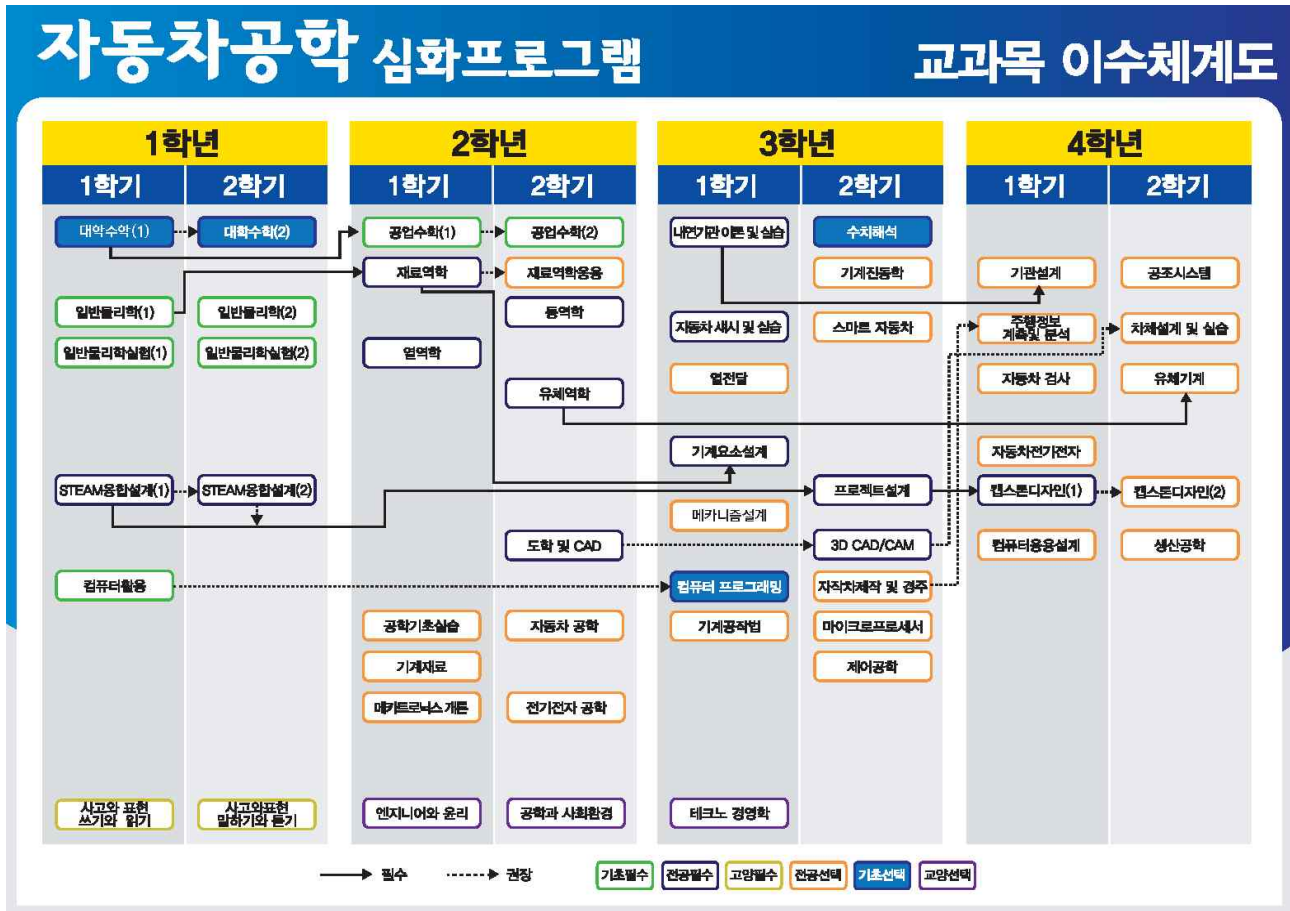 자동차공학 심화프로그램
교과목 이수체계도
1학년
2학년
3학년
4학년
1학기
2학기
1학기
2학기
1학기
2학기
1학기
2학기
대학수학(1)
대학수학(2)
공업수학(1)
공업수학(2)
내연기관 이론 및 실습
수치해석
재료역학
재료역학응용
기계진동학
기관설계
공조시스템
일반물리학(1)
일반물리학(2)
동역학
자동차 섀시 및 실습
스마트 자동차
주행정보
계측및 분석
차체설계 및 실습
일반물리학실험(1)
일반물리학실험(2)
열역학
열전달
자동차 검사
유체기계
유체역학
기계요소설계
자동차전기전자
STEAM융합설계(1)
STEAM융합설계(2)
프로젝트설계
캡스톤디자인(1)
캡스톤디자인(2)
메카니즘설계
도학 및 CAD
3D CAD/CAM
컴퓨터응용설계
생산공학
컴퓨터활용
컴퓨터 프로그래밍
자작차제작 및 경주
공학기초실습
자동차 공학
기계공작법
마이크로프로세서
기계재료
제어공학
메카트로닉스 개론
전기전자 공학
사고와 표현
쓰기와 읽기
사고와표현
말하기와 듣기
엔지니어와 윤리
공학과 사회환경
테크노 경영학
필수
권장
기초필수
전공필수
교양필수
전공선택
기초선택
교양선택